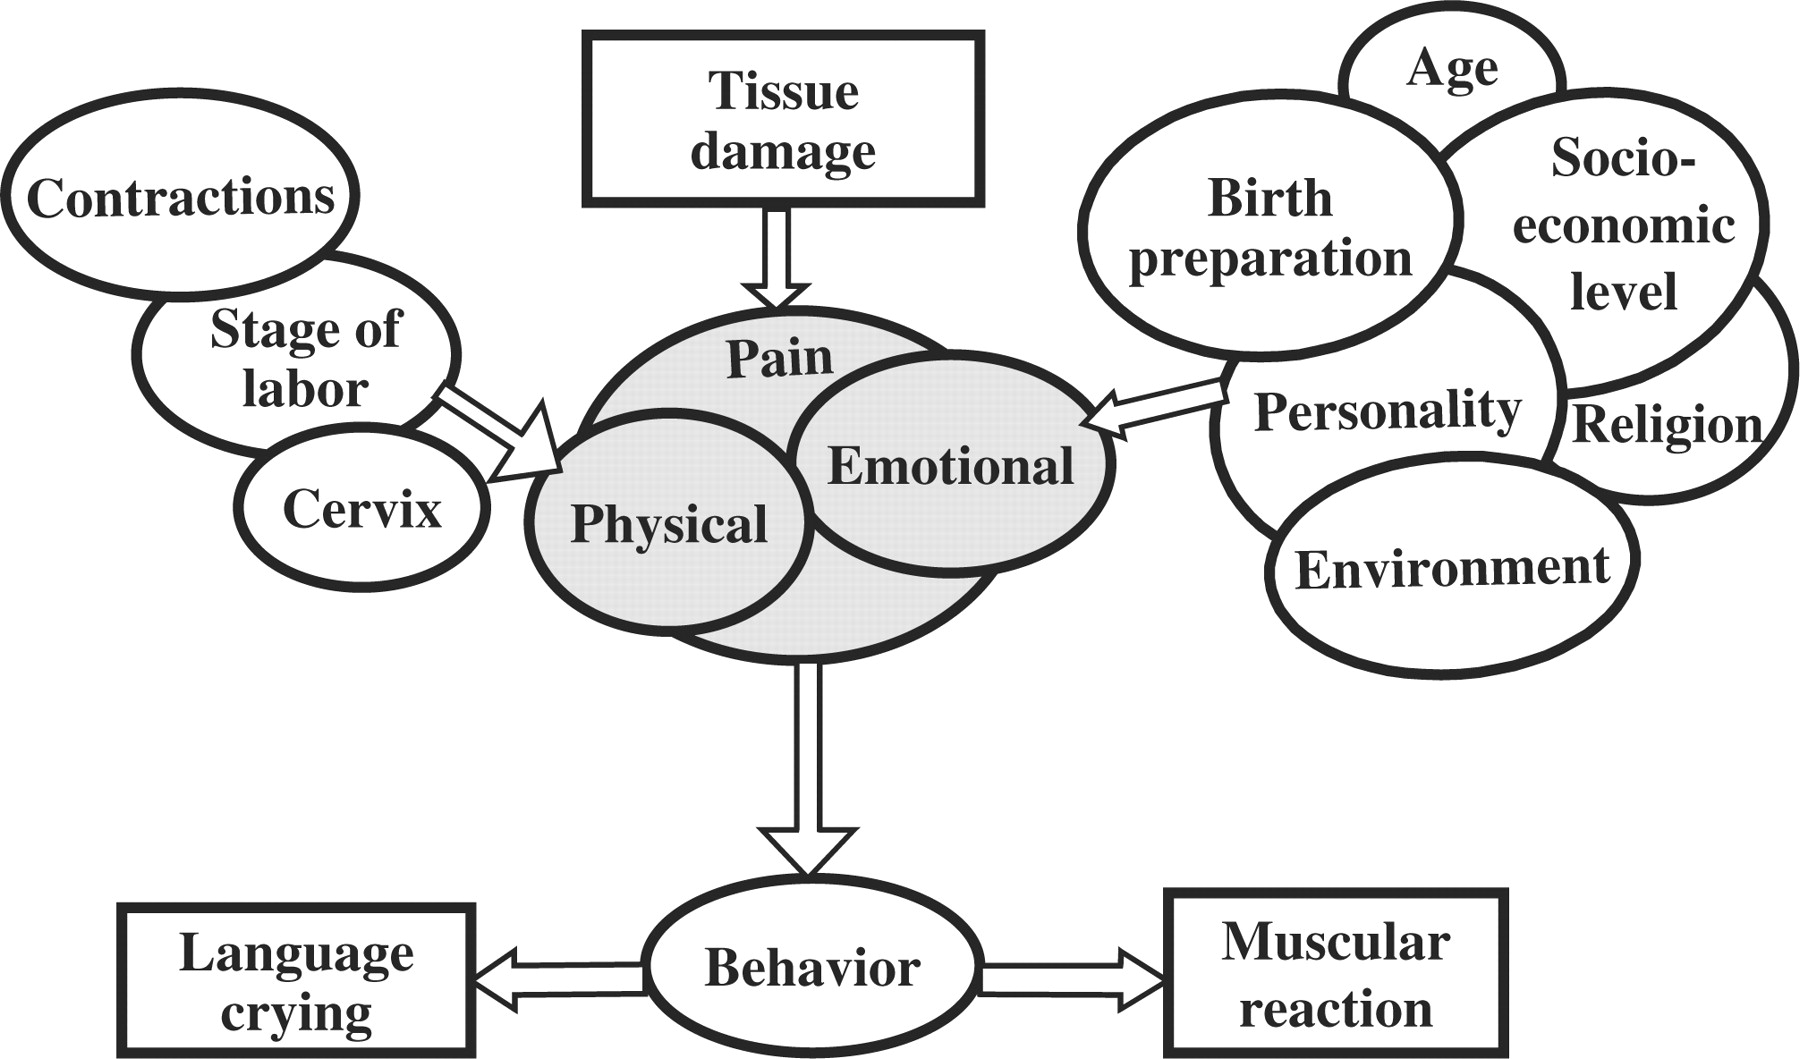 Tissue
damage
Contractions
Stage of
labor
Cervix
Pain
Physical
Emotional
Age
Birth
preparation
Socio-
economic
level
Personality
Religion
Environment
Behavior
Language
crying
Muscular
reaction